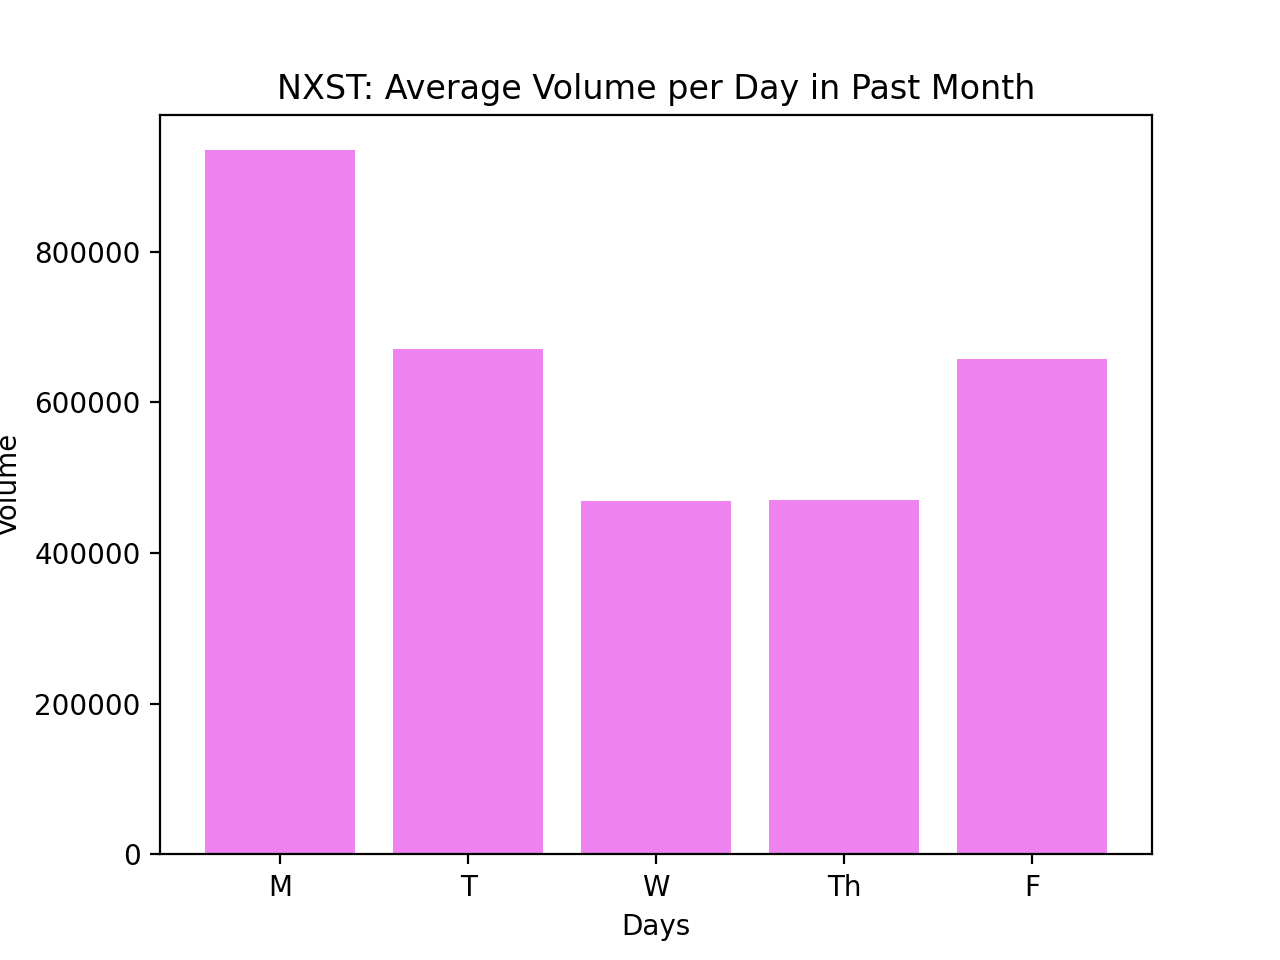 NXST: Average Volume per Day in Past Month
800000
600000
400000
200000
0
Volume
M T W Th F
Days